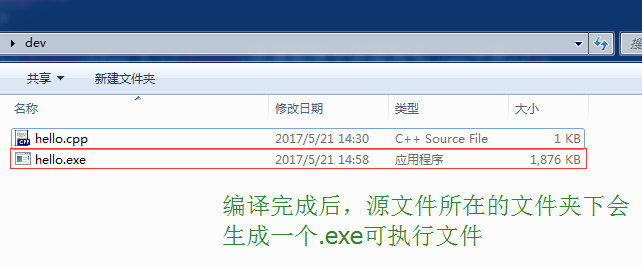 dev
搜
共享
新建文件夹
名称 修改日期 类型 大小
hello.cpp 2017/5/21 14:30 C++ Source File 1 KB
hello.exe 2017/5/21 14:58 应用程序 1,876 KB
编译完成后，源文件所在的文件夹下会
生成一个.exe可执行文件